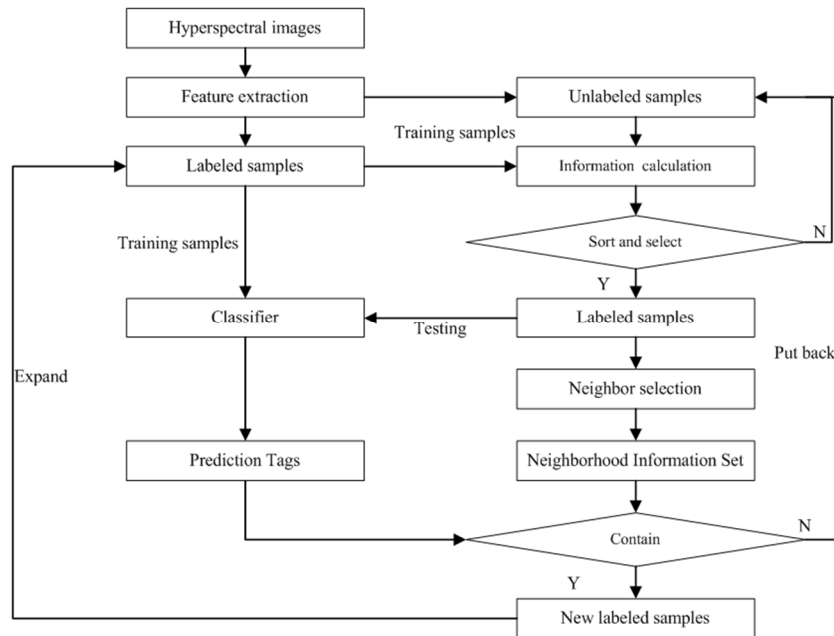 Hyperspectral images
Feature extraction
Unlabeled samples
Training samples
Labeled samples
Information calculation
Sort and select
N
Training samples
Y
Classifier
Testing
Labeled samples
Put back
Expand
Neighbor selection
Prediction Tags
Neighborhood Information Set
Contain
N
Y
New labeled samples